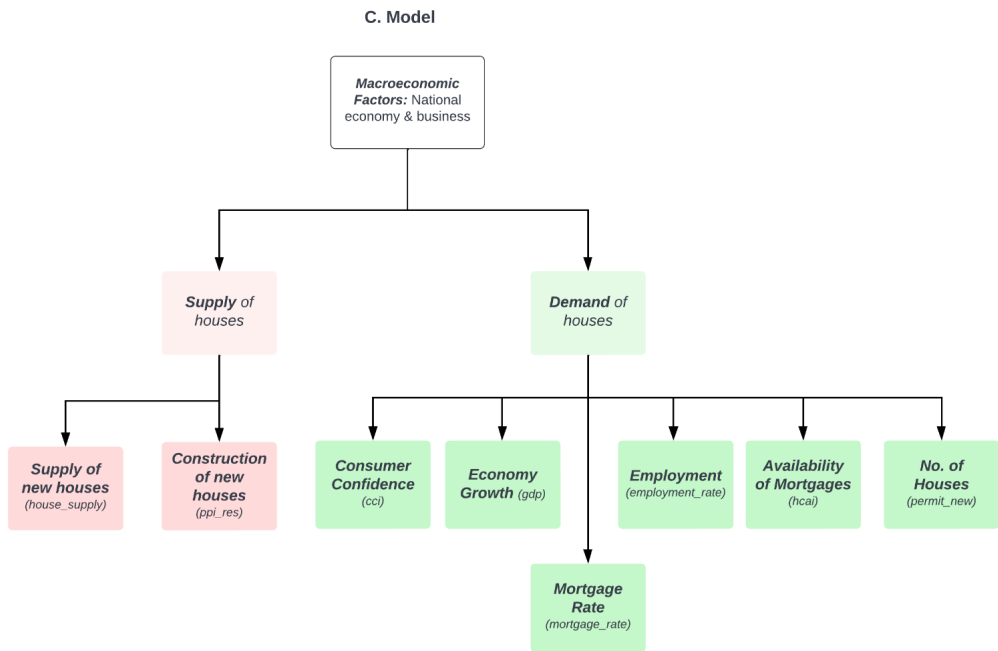 C. Model
Macroeconomic
Factors: National
economy & business
Supply of
houses
Demand of
houses
Supply of
new houses
(house_supply)
Construction
of new
houses
(ppi_res)
Consumer
Confidence
(cci)
Economy
Growth (gdp)
Employment
(employment_rate)
Availability
of Mortgages
(hcai)
No. of
Houses
(permit_new)
Mortgage
Rate
(mortgage_rate)